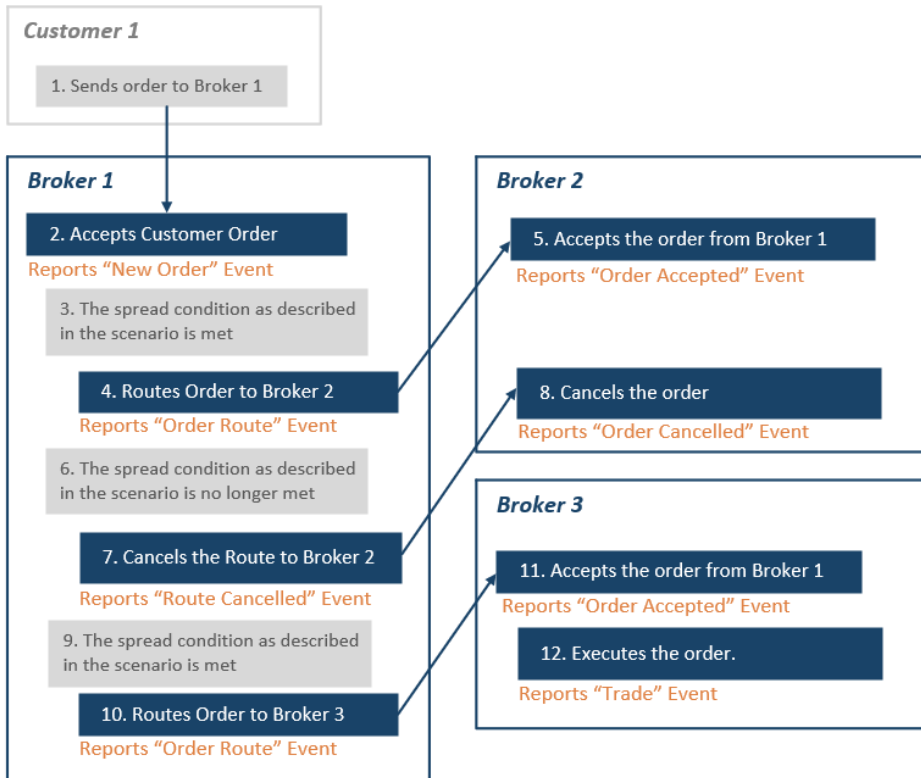 Customer 1
1. Sends order to Broker 1
Broker 1
2. Accepts Customer Order
Reports “New Order” Event
3. The spread condition as described
in the scenario is met
4. Routes Order to Broker 2
Reports “Order Route” Event
6. The spread condition as described
in the scenario is no longer met
7. Cancels the Route to Broker 2
Reports “Route Cancelled” Event
9. The spread condition as described
in the scenario is met
10. Routes Order to Broker 3
Reports “Order Route” Event
Broker 2
5. Accepts the order from Broker 1
Reports “Order Accepted” Event
8. Cancels the order
Reports “Order Cancelled” Event
Broker 3
11. Accepts the order from Broker 1
Reports “Order Accepted” Event
12. Executes the order.
Reports “Trade” Event